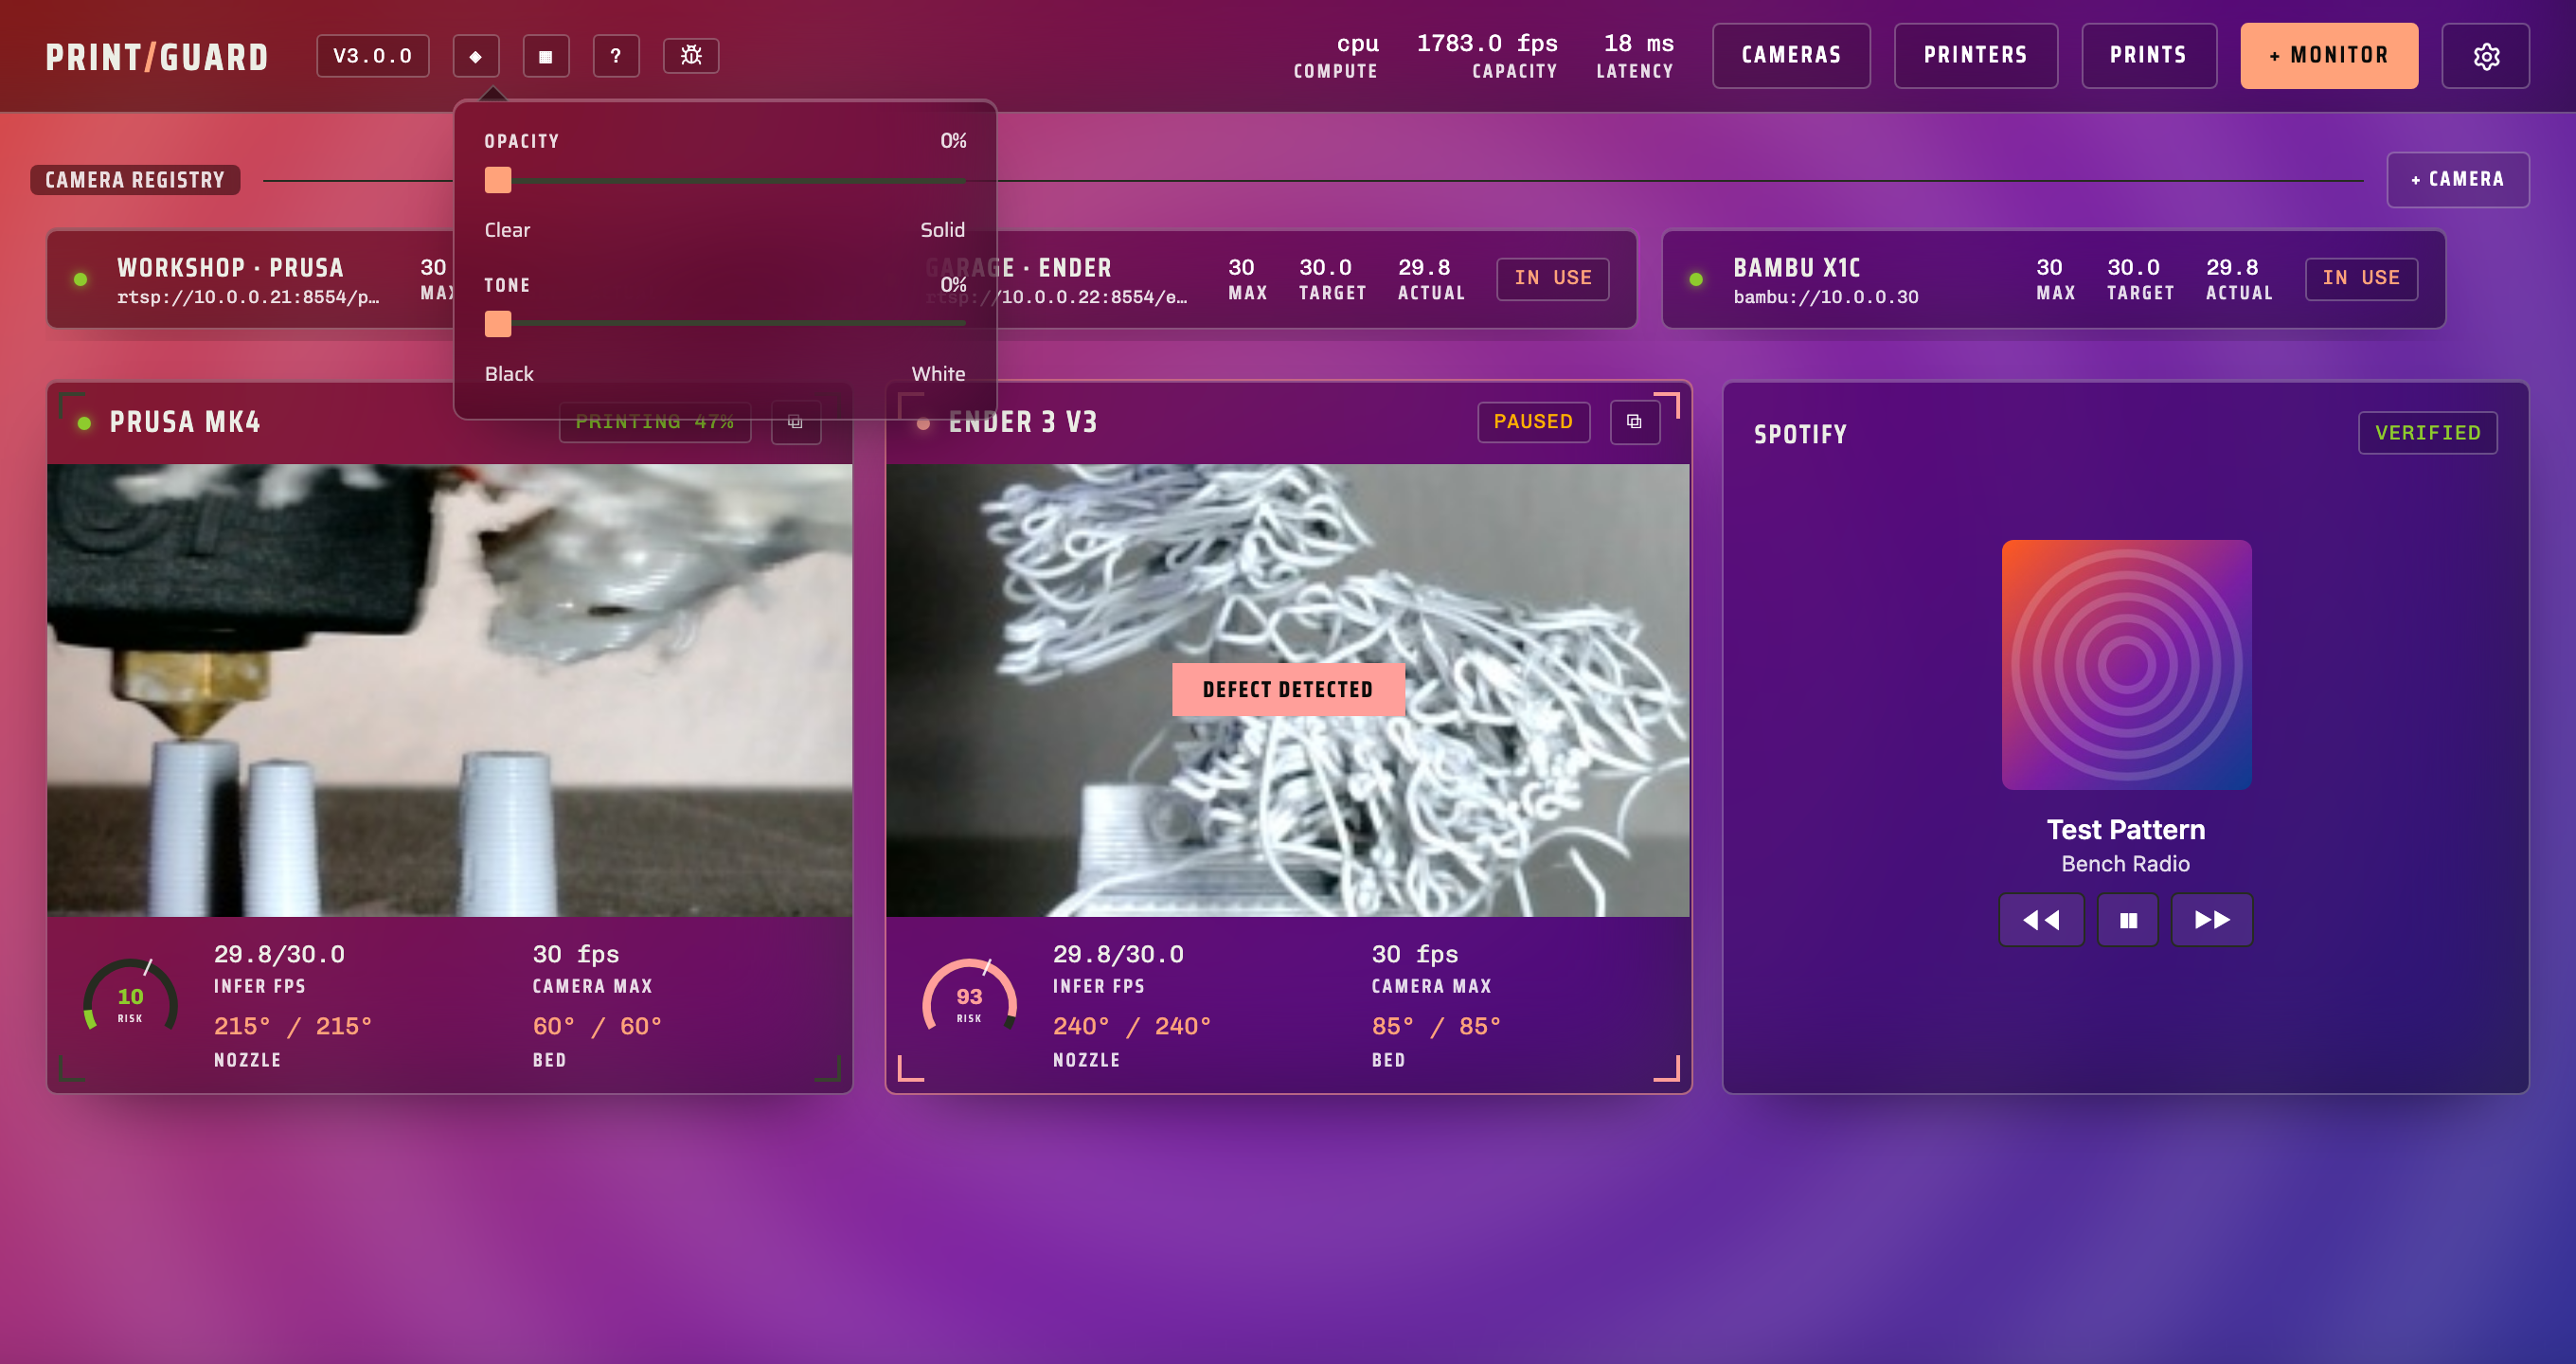 PRINT/GUARD
V3.0.0
?
cpu
COMPUTE
1783.0 fps
CAPACITY
18 ms
LATENCY
CAMERAS
PRINTERS
PRINTS
+ MONITOR
OPACITY
0%
Clear
Solid
TONE
0%
Black
White
CAMERA REGISTRY
+ CAMERA
WORKSHOP · PRUSA
rtsp://10.0.0.21:8554/p…
30
GARAGE · ENDER
rtsp://10.0.0.22:8554/e…
30
MAX
30.0
TARGET
29.8
ACTUAL
IN USE
BAMBU X1C
bambu://10.0.0.30
30
MAX
30.0
TARGET
29.8
ACTUAL
IN USE
PRUSA MK4
PRINTING 47%
29.8/30.0
INFER FPS
30 fps
CAMERA MAX
10
RISK
215° / 215°
NOZZLE
60° / 60°
BED
ENDER 3 V3
PAUSED
DEFECT DETECTED
29.8/30.0
INFER FPS
30 fps
CAMERA MAX
93
RISK
240° / 240°
NOZZLE
85° / 85°
BED
SPOTIFY
VERIFIED
Test Pattern
Bench Radio